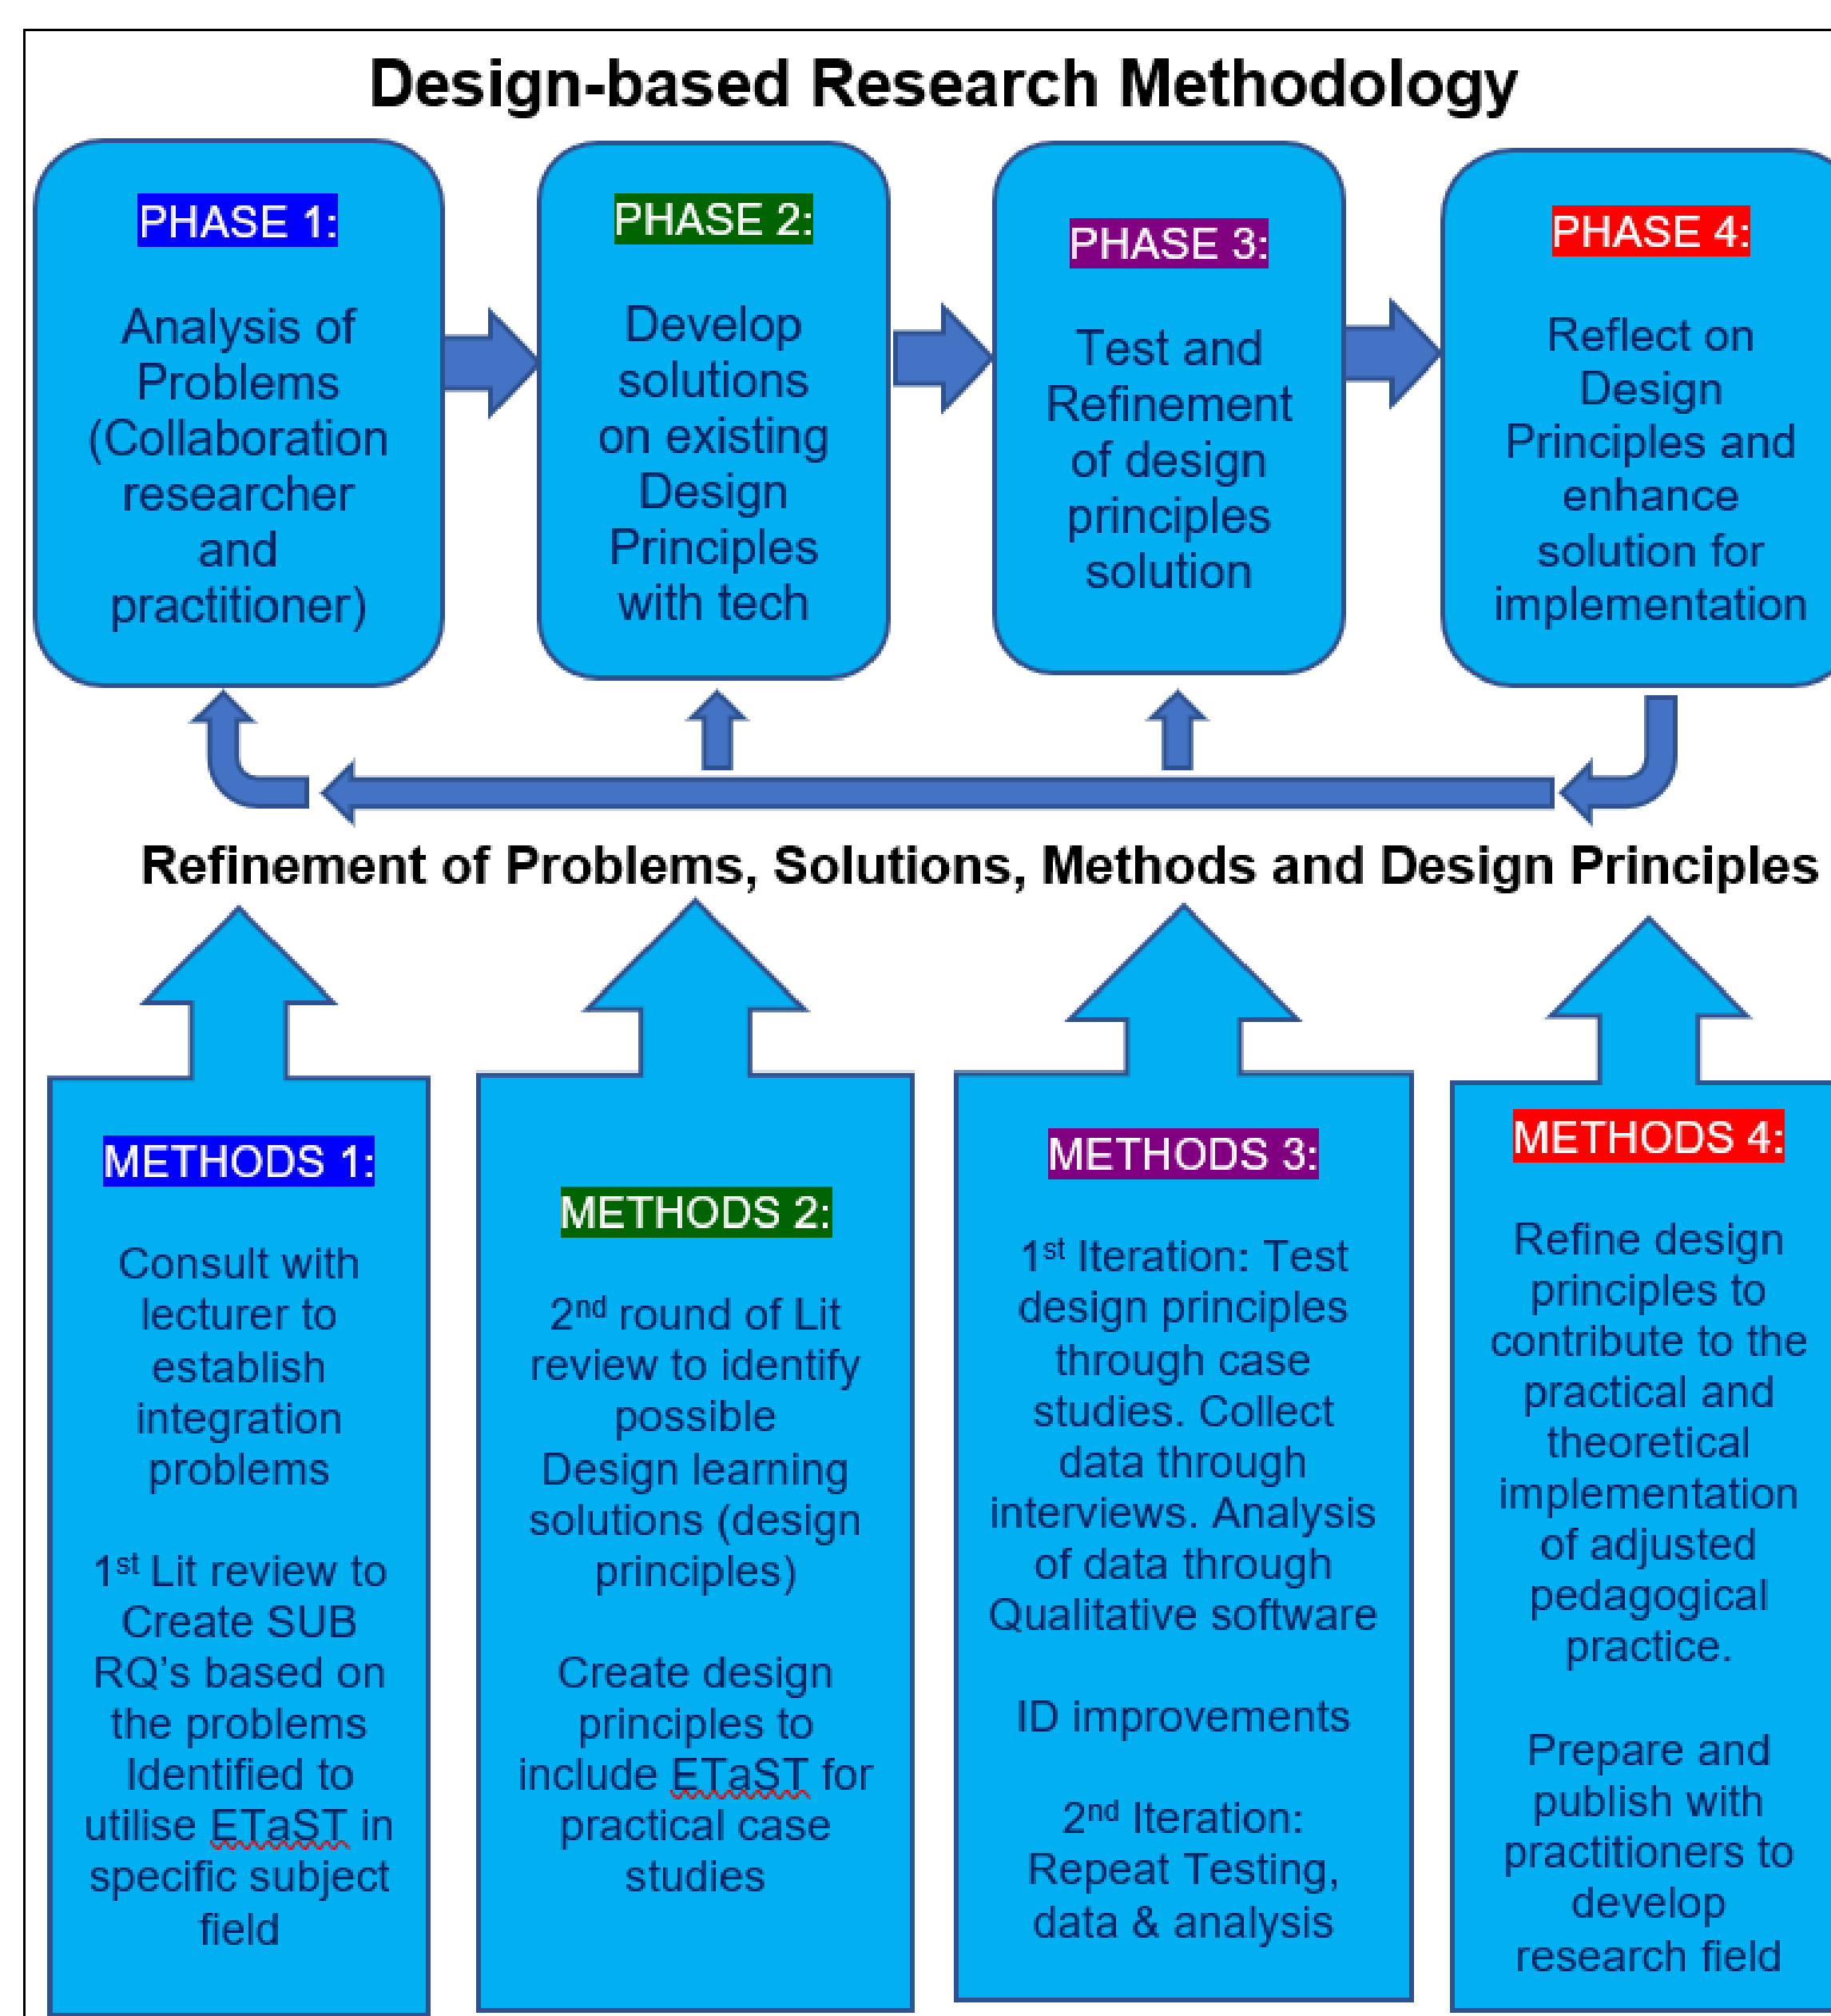 Design-based Research Methodology
PHASE 1:
Analysis of
Problems
(Collaboration
researcher
and
practitioner)
PHASE 2:
Develop
solutions
on existing
Design
Principles
with tech
PHASE 3:
Test and
Refinement
of design
principles
solution
PHASE 4:
Reflect on
Design
Principles and
enhance
solution for
implementation
Refinement of Problems, Solutions, Methods and Design Principles
METHODS 1:
Consult with
lecturer to
establish
integration
problems
1st Lit review to
Create SUB
RQ's based on
the problems
Identified to
utilise ETaST in
specific subject
field
METHODS 2:
2nd round of Lit
review to identify
possible
Design learning
solutions (design
principles)
Create design
principles to
include ETaST for
practical case
studies
METHODS 3:
1st Iteration: Test
design principles
through case
studies. Collect
data through
interviews. Analysis
of data through
Qualitative software
ID improvements
2nd Iteration:
Repeat Testing,
data & analysis
METHODS 4:
Refine design
principles to
contribute to the
practical and
theoretical
implementation
of adjusted
pedagogical
practice.
Prepare and
publish with
practitioners to
develop
research field